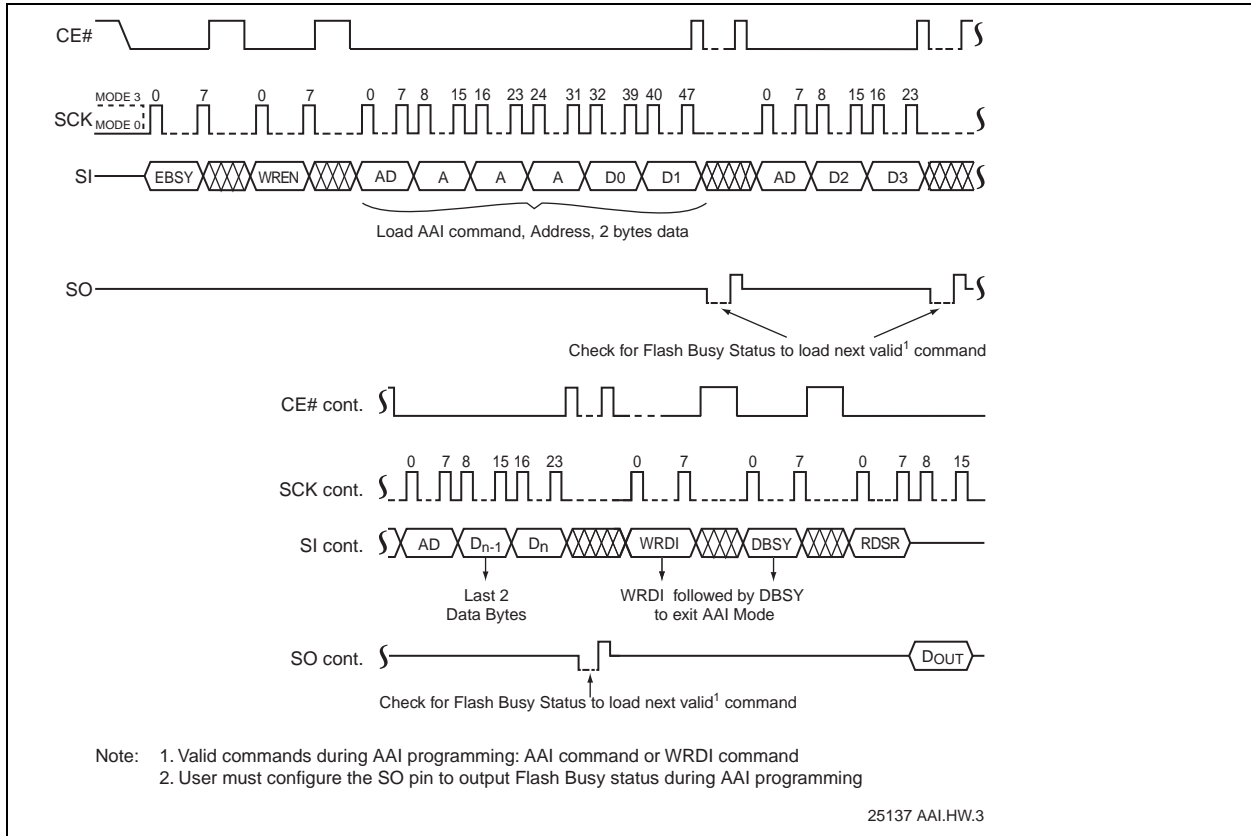 CE#
MODE 3
MODE 0
SCK
0 7 0 7 0 7 8 15 16 23 24 31 32 39 40 47 0 7 8 15 16 23
SI
EBSY WREN AD A A A D0 D1 AD D2 D3
Load AAI command, Address, 2 bytes data
SO
Check for Flash Busy Status to load next valid1 command
CE# cont.
SCK cont.
0 7 8 15 16 23 0 7 0 7 0 7 8 15
SI cont.
AD Dn-1 Dn WRDI DBSY RDSR
Last 2
Data Bytes
WRDI followed by DBSY
to exit AAI Mode
SO cont.
DOUT
Check for Flash Busy Status to load next valid1 command
Note: 1. Valid commands during AAI programming: AAI command or WRDI command
2. User must configure the SO pin to output Flash Busy status during AAI programming
25137 AAI.HW.3